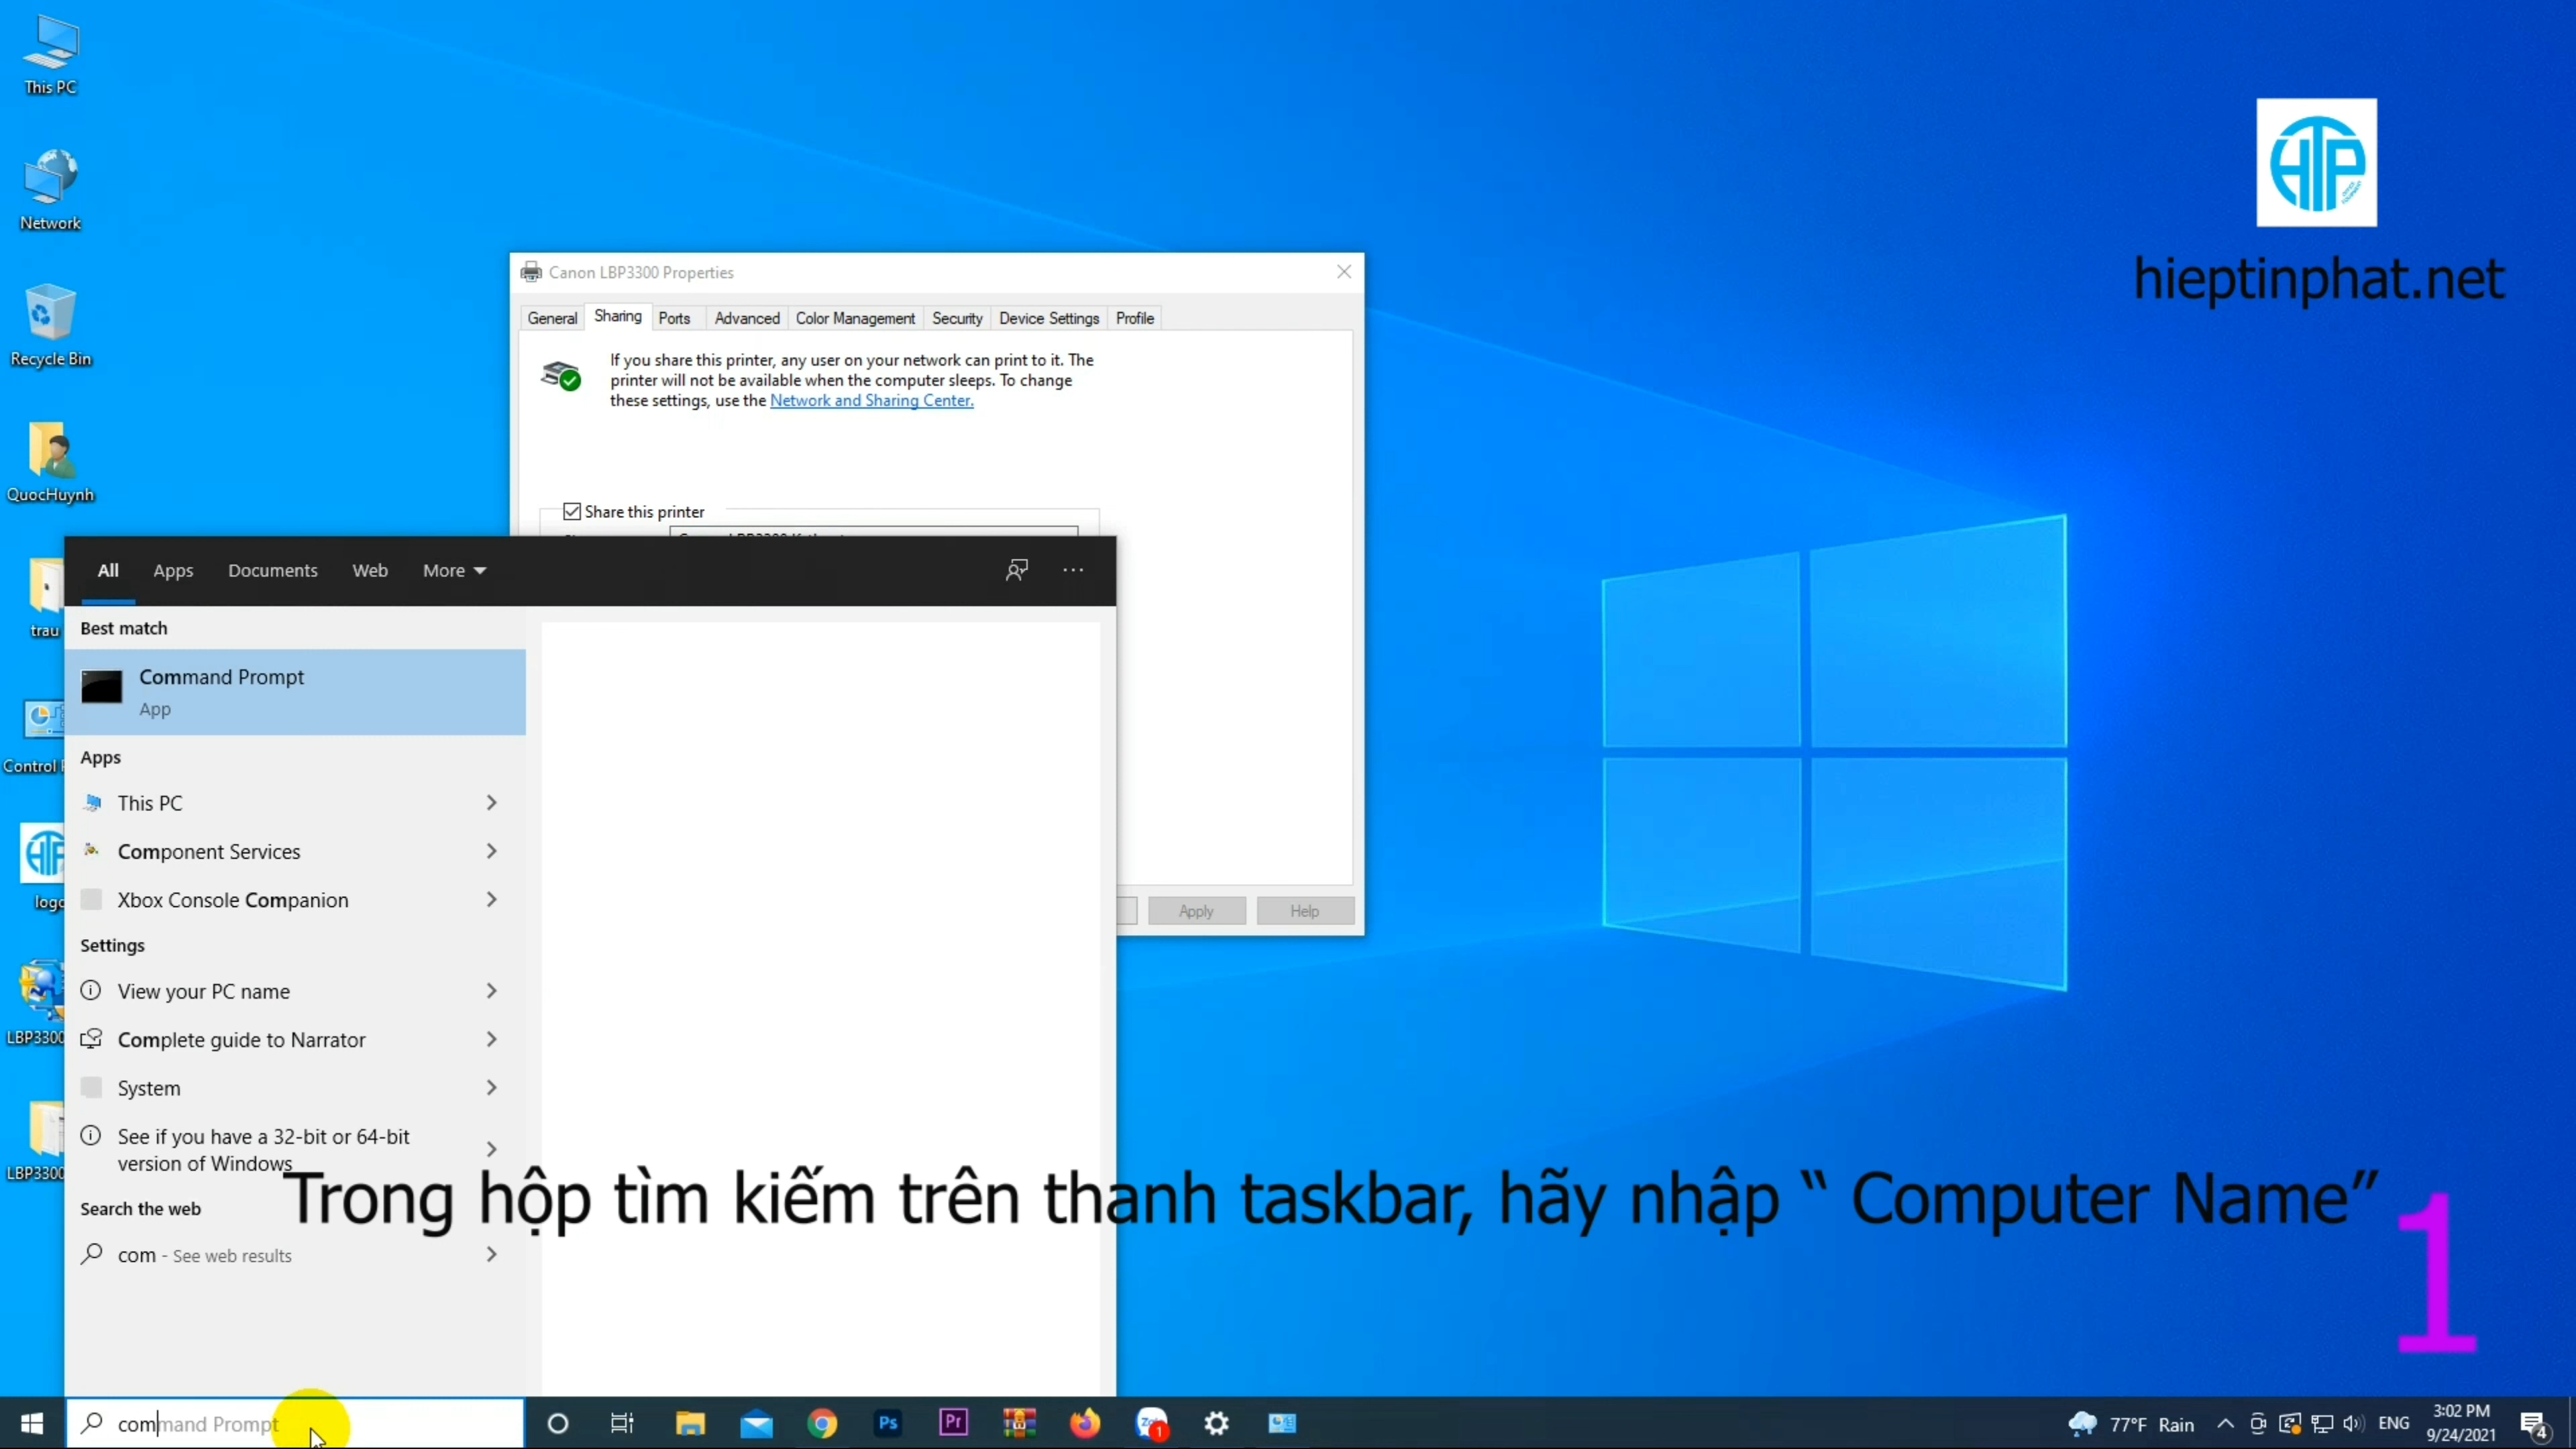 This PC
Network
Recycle Bin
QuocHuynh
trau
Control
logo
LBP3300
LBP3300
HTP
hieptinphat.net
Canon LBP3300 Properties
General
Sharing
Ports
Advanced
Color Management
Security
Device Settings
Profile
If you share this printer, any user on your network can print to it. The
printer will not be available when the computer sleeps. To change
these settings, use the Network and Sharing Center.
Share this printer
Apply
Help
All
Apps
Documents
Web
More
Best match
Command Prompt
App
Apps
This PC
Component Services
Xbox Console Companion
Settings
View your PC name
Complete guide to Narrator
System
See if you have a 32-bit or 64-bit
version of Windows
Search the web
com - See web results
Trong hộp tìm kiếm trên thanh taskbar, hãy nhập “ Computer Name”
1
command Prompt
Ps
Pr
Zalo
1
77°F Rain
ENG
3:02 PM
9/24/2021
4